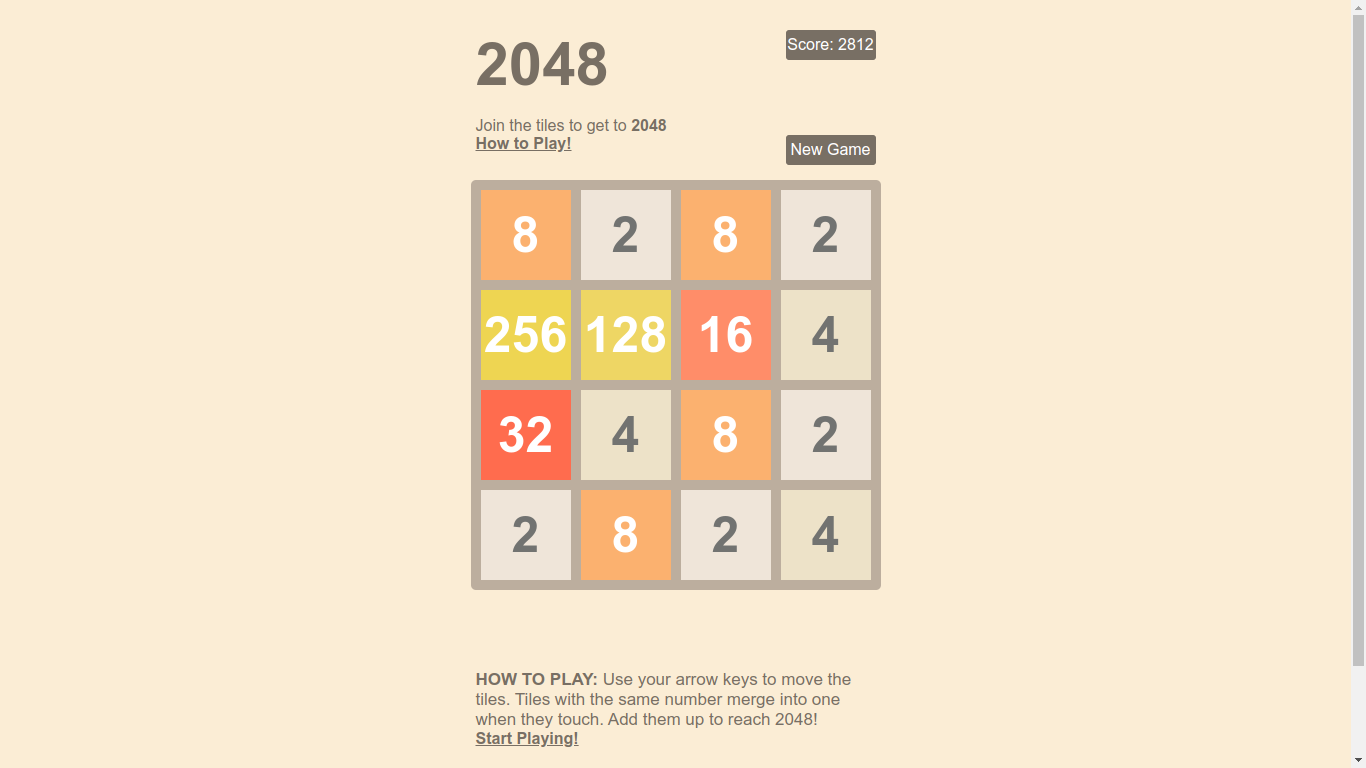 2048
Score: 2812
Join the tiles to get to 2048
How to Play!
New Game
8 2 8 2
256 128 16 4
32 4 8 2
2 8 2 4
HOW TO PLAY: Use your arrow keys to move the
tiles. Tiles with the same number merge into one
when they touch. Add them up to reach 2048!
Start Playing!